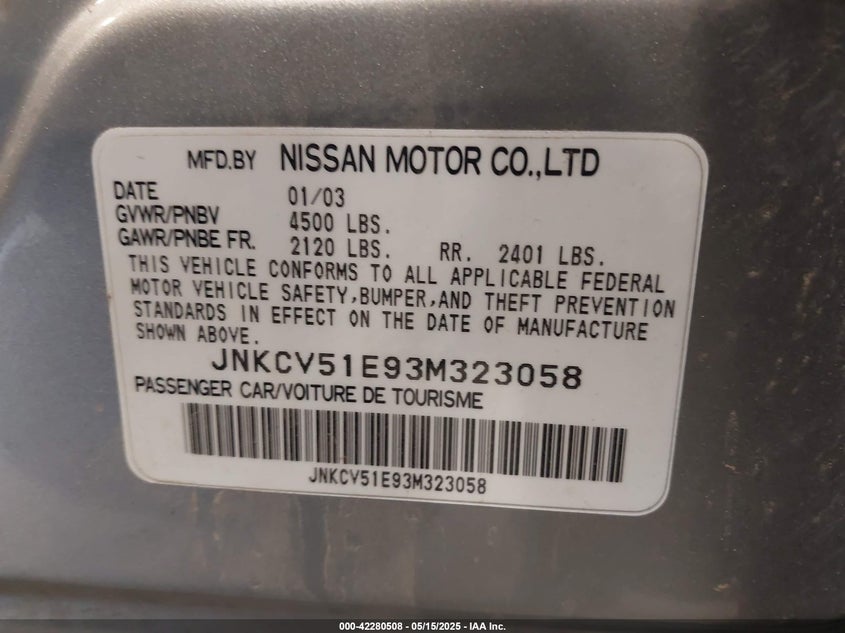 MFD.BY NISSAN MOTOR CO.,LTD
DATE 01/03
GVWR/PNBV 4500 LBS.
GAWR/PNBE FR. 2120 LBS. RR. 2401 LBS.
THIS VEHICLE CONFORMS TO ALL APPLICABLE FEDERAL
MOTOR VEHICLE SAFETY,BUMPER,AND THEFT PREVENTION
STANDARDS IN EFFECT ON THE DATE OF MANUFACTURE
SHOWN ABOVE.
JNKCV51E93M323058
PASSENGER CAR/VOITURE DE TOURISME
JNKCV51E93M323058
000-42280508 - 05/15/2025 - IAA Inc.